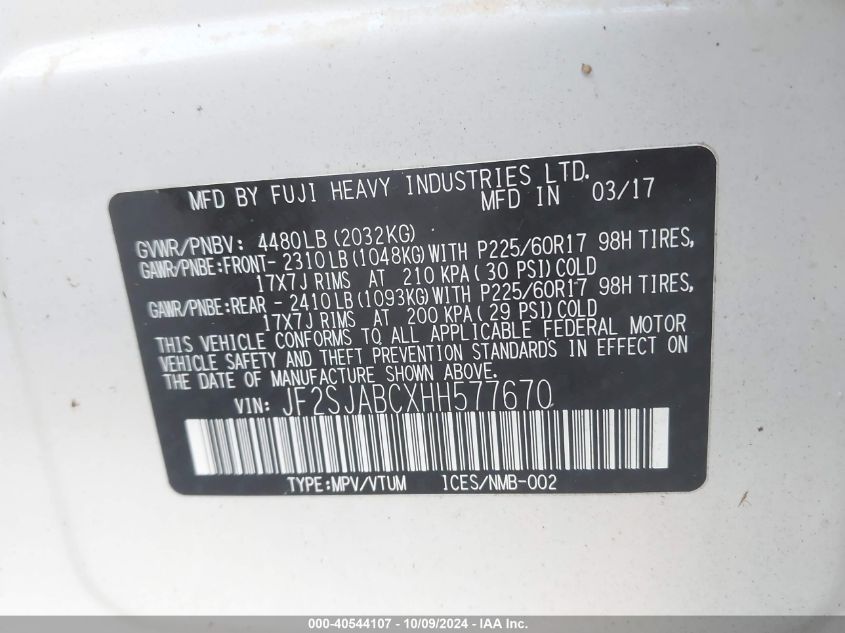 MFD BY FUJI HEAVY INDUSTRIES LTD.
MFD IN 03/17
GVWR/PNBV: 4480LB(2032KG)
GAWR/PNBE:FRONT- 2310LB(1048KG)WITH P225/60R17 98H TIRES,
17X7J RIMS AT 210 KPA( 30 PSI)COLD
GAWR/PNBE:REAR - 2410LB(1093KG)WITH P225/60R17 98H TIRES,
17X7J RIMS AT 200 KPA( 29 PSI)COLD
THIS VEHICLE CONFORMS TO ALL APPLICABLE FEDERAL MOTOR
VEHICLE SAFETY AND THEFT PREVENTION STANDARDS IN EFFECT ON
THE DATE OF MANUFACTURE SHOWN ABOVE.
VIN: JF2SJABCXHH577670
TYPE:MPV/VTUM ICES/NMB-002
000-40544107 - 10/09/2024 - IAA Inc.